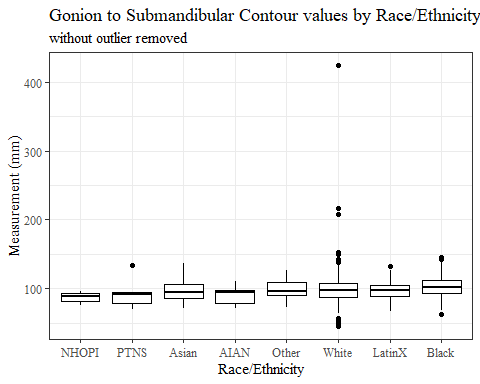 Gonion to Submandibular Contour values by Race/Ethnicity
without outlier removed
Measurement (mm)
400
300
200
100
NHOPI PTNS Asian AIAN Other White LatinX Black
Race/Ethnicity